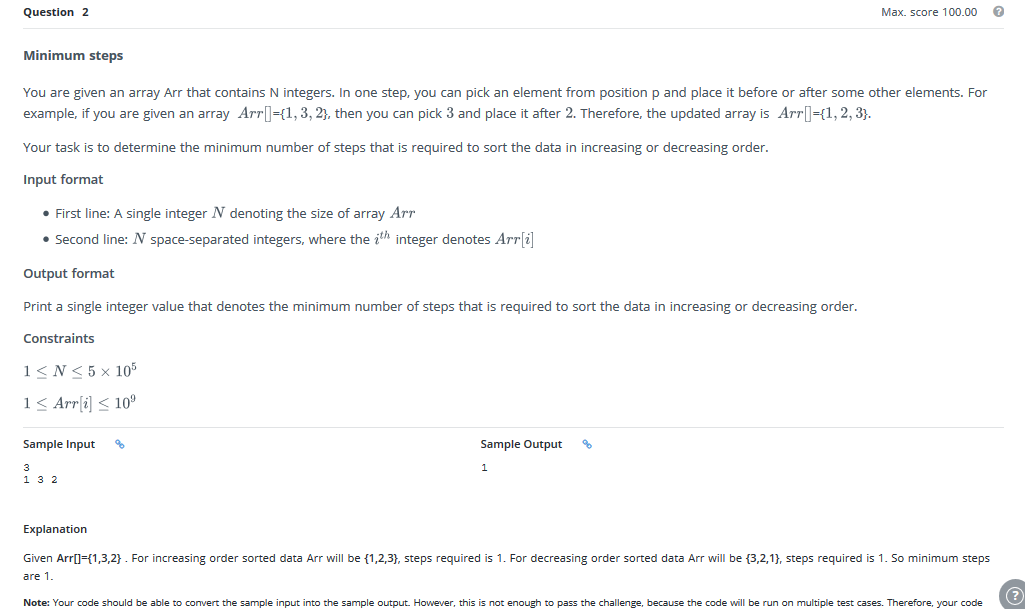 Question 2
Max. score 100.00
Minimum steps
You are given an array Arr that contains N integers. In one step, you can pick an element from position p and place it before or after some other elements. For
example, if you are given an array Arr[]={1, 3, 2}, then you can pick 3 and place it after 2. Therefore, the updated array is Arr[]={1, 2, 3}.
Your task is to determine the minimum number of steps that is required to sort the data in increasing or decreasing order.
Input format
• First line: A single integer N denoting the size of array Arr
• Second line: N space-separated integers, where the i^th integer denotes Arr[i]
Output format
Print a single integer value that denotes the minimum number of steps that is required to sort the data in increasing or decreasing order.
Constraints
1 ≤ N ≤ 5 × 10^5
1 ≤ Arr[i] ≤ 10^9
Sample Input
Sample Output
3
1
1 3 2
Explanation
Given Arr[]={1,3,2} . For increasing order sorted data Arr will be {1,2,3}, steps required is 1. For decreasing order sorted data Arr will be {3,2,1}, steps required is 1. So minimum steps
are 1.
Note: Your code should be able to convert the sample input into the sample output. However, this is not enough to pass the challenge, because the code will be run on multiple test cases. Therefore, your code